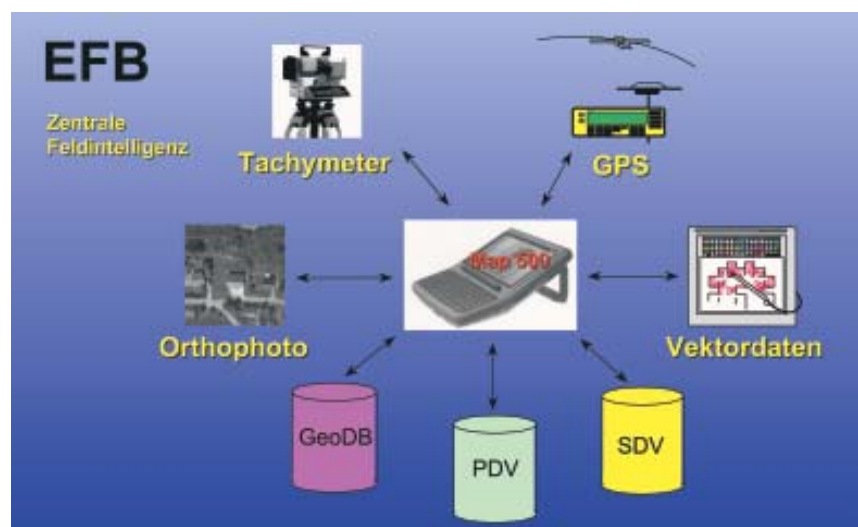 EFB
Zentrale
Feldintelligenz
Tachymeter
GPS
Map 500
Orthophoto
Vektordaten
GeoDB
PDV
SDV